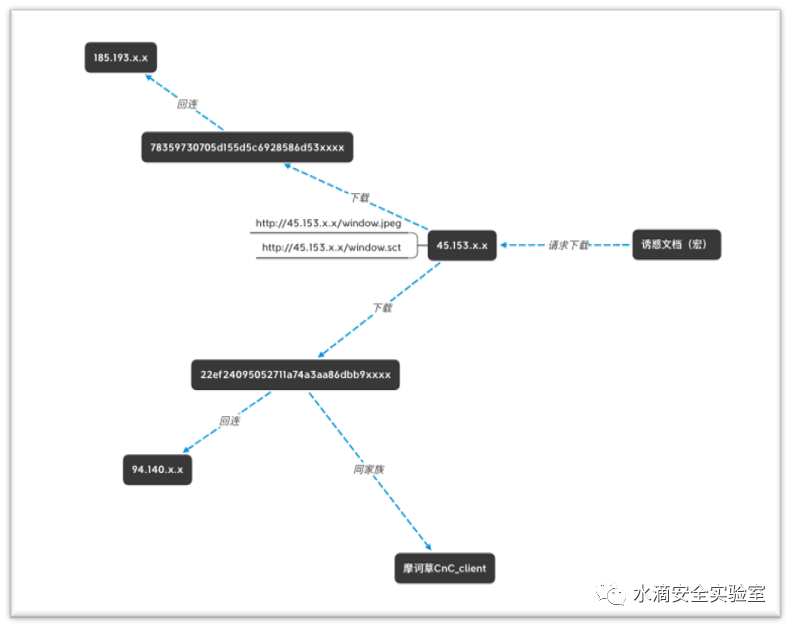 185.193.x.x
回连
78359730705d155d5c6928586d53xxxx
下载
http://45.153.x.x/window.jpeg
http://45.153.x.x/window.sct
45.153.x.x
请求下载
诱惑文档（宏）
下载
22ef24095052711a74a3aa86dbb9xxxx
回连
94.140.x.x
同家族
摩诃草CnC_client
水滴安全实验室